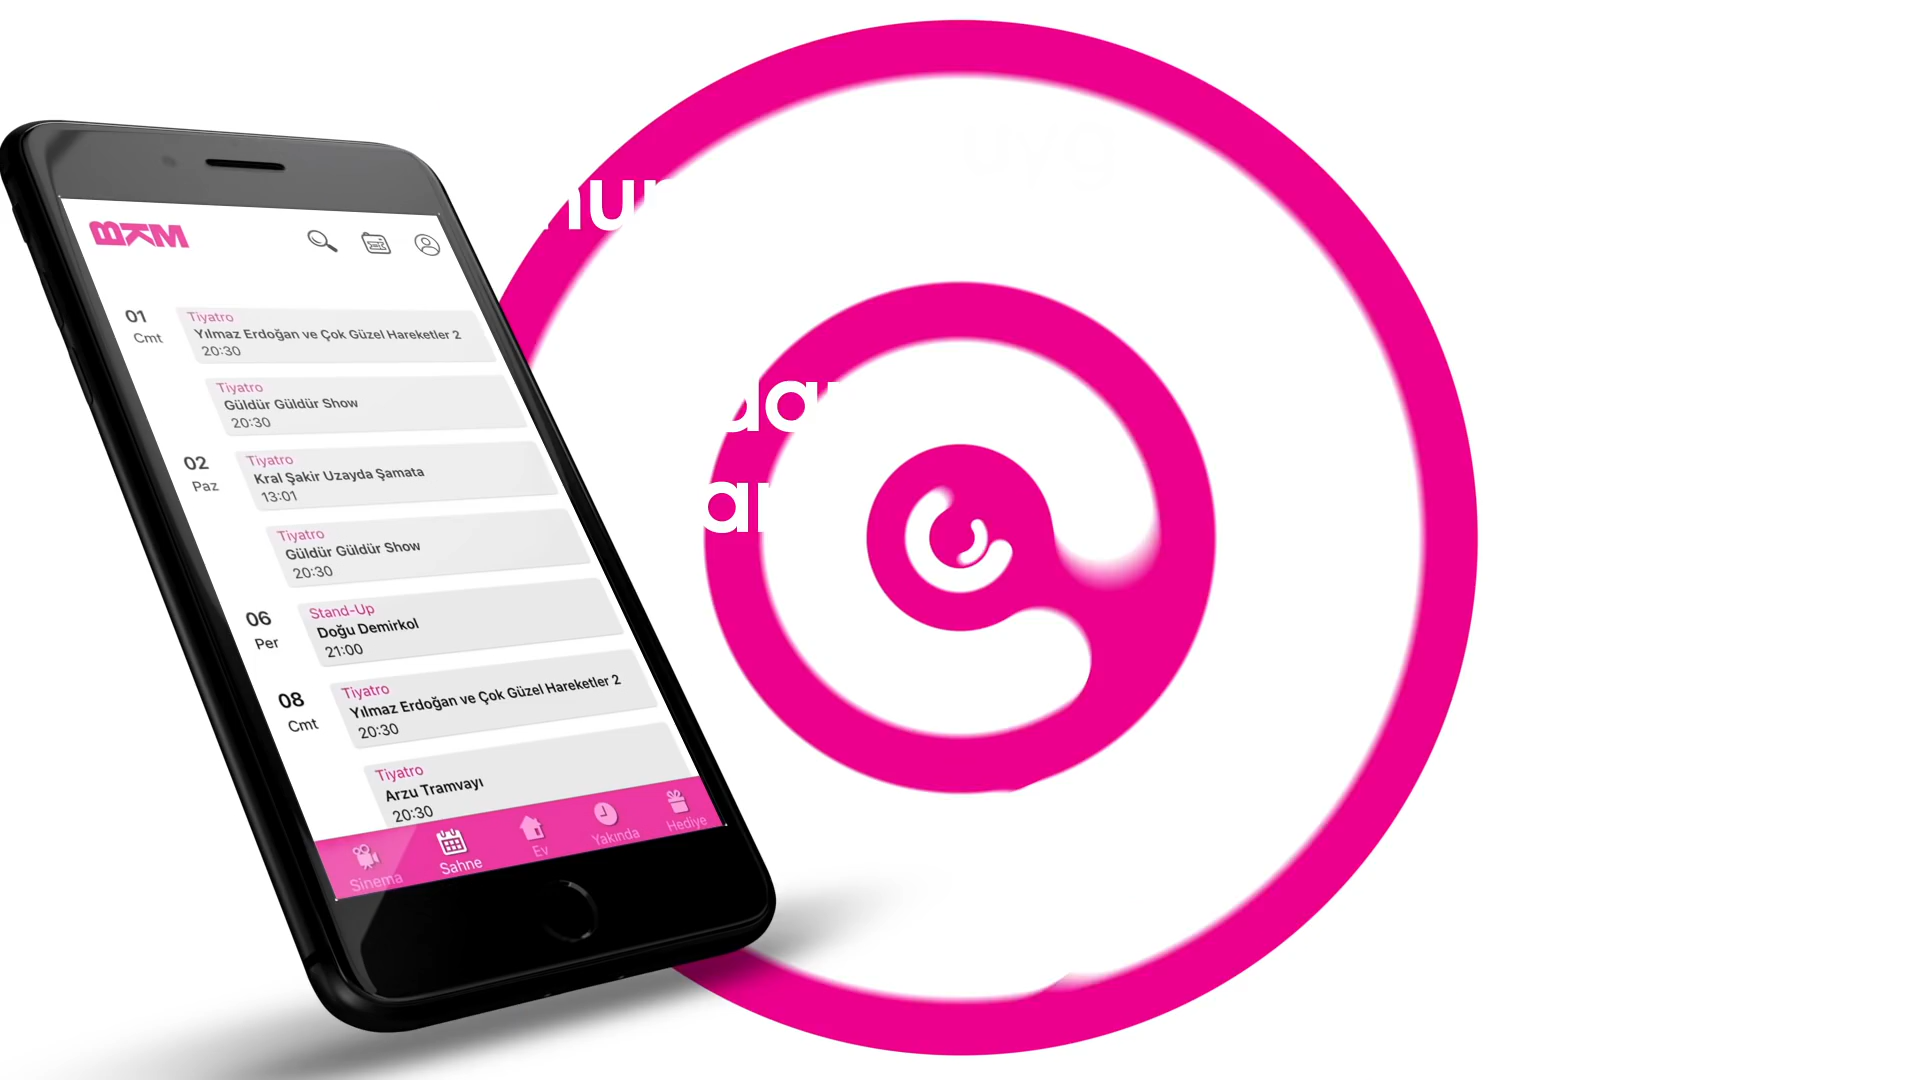 BKM
01
Cmt
Tiyatro
Yılmaz Erdoğan ve Çok Güzel Hareketler 2
20:30
Tiyatro
Güldür Güldür Show
20:30
02
Paz
Tiyatro
Kral Şakir Uzayda Şamata
13:01
Tiyatro
Güldür Güldür Show
20:30
06
Per
Stand-Up
Doğu Demirkol
21:00
08
Cmt
Tiyatro
Yılmaz Erdoğan ve Çok Güzel Hareketler 2
20:30
Tiyatro
Arzu Tramvayı
20:30
Sinema
Sahne
Ev
Yakında
Hediye
uyg